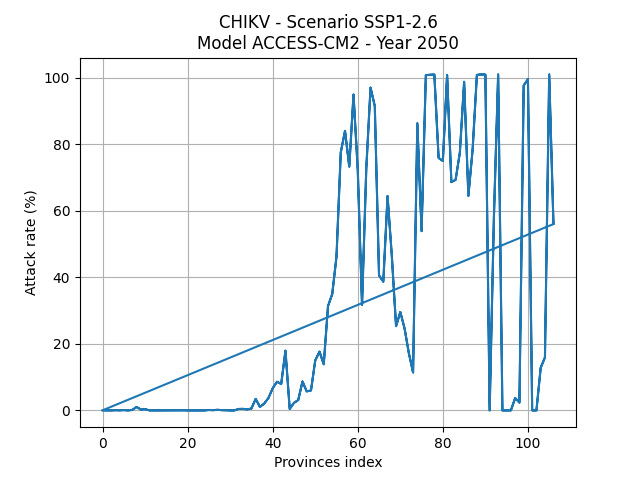 CHIKV - Scenario SSP1-2.6
Model ACCESS-CM2 - Year 2050
Attack rate (%)
100
80
60
40
20
0
0 20 40 60 80 100
Provinces index